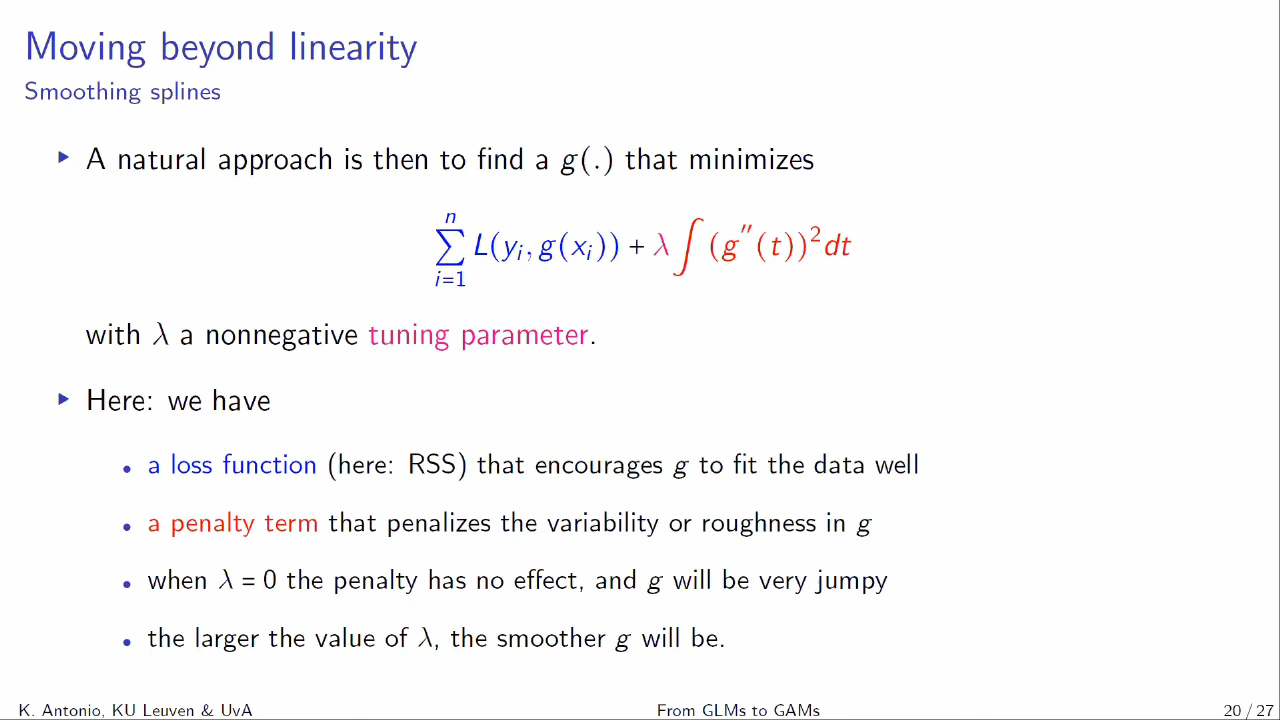 Moving beyond linearity
Smoothing splines
▶ A natural approach is then to find a g(.) that minimizes
∑_{i=1}^{n} L(y_i, g(x_i)) + λ ∫ (g″(t))² dt
with λ a nonnegative tuning parameter.
▶ Here: we have
• a loss function (here: RSS) that encourages g to fit the data well
• a penalty term that penalizes the variability or roughness in g
• when λ = 0 the penalty has no effect, and g will be very jumpy
• the larger the value of λ, the smoother g will be.
K. Antonio, KU Leuven & UvA From GLMs to GAMs 20 / 27